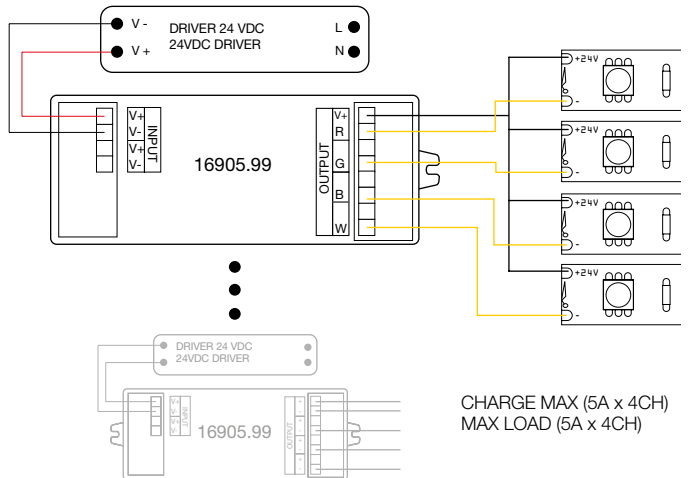 V -
DRIVER 24 VDC
24VDC DRIVER
L
V +
N
V+
V-
V+
V-
INPUT
16905.99
OUTPUT
V+
R
G
B
W
+24V
-
+24V
-
+24V
-
+24V
-
DRIVER 24 VDC
24VDC DRIVER
V+
V-
V+
V-
INPUT
16905.99
OUTPUT
CHARGE MAX (5A x 4CH)
MAX LOAD (5A x 4CH)